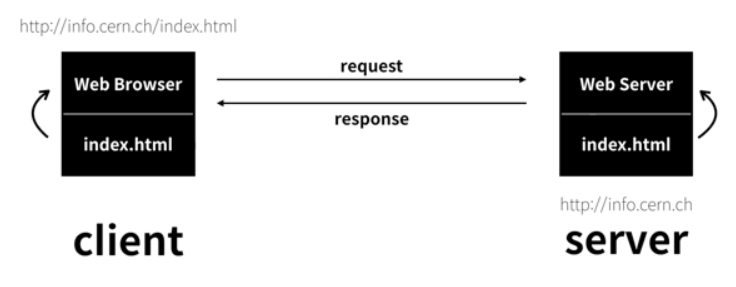 http://info.cern.ch/index.html
Web Browser
request
Web Server
response
index.html
index.html
http://info.cern.ch
client
server